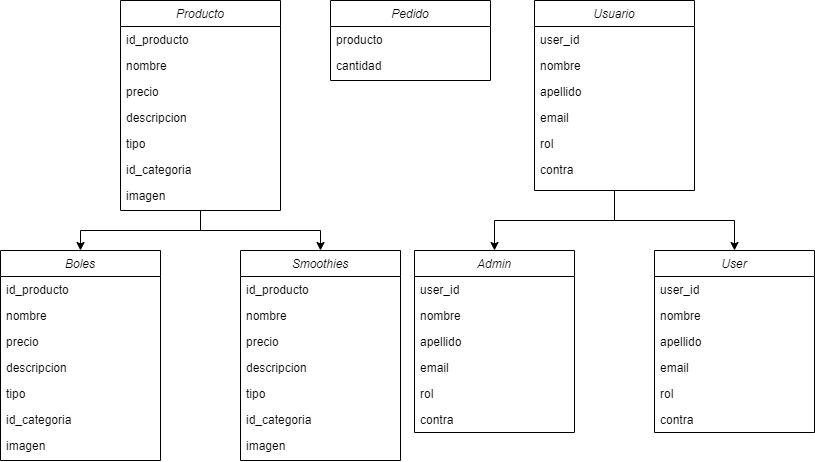 Producto
id_producto
nombre
precio
descripcion
tipo
id_categoria
imagen
Pedido
producto
cantidad
Usuario
user_id
nombre
apellido
email
rol
contra
Boles
id_producto
nombre
precio
descripcion
tipo
id_categoria
imagen
Smoothies
id_producto
nombre
precio
descripcion
tipo
id_categoria
imagen
Admin
user_id
nombre
apellido
email
rol
contra
User
user_id
nombre
apellido
email
rol
contra